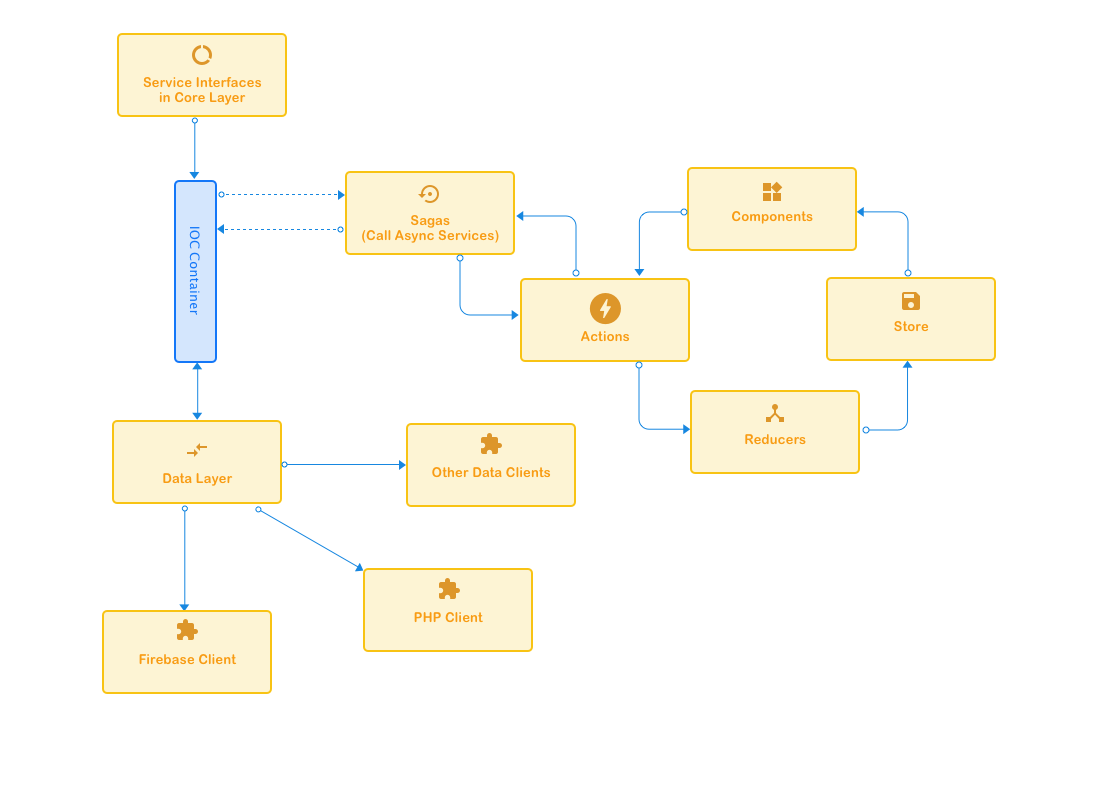 Service Interfaces
in Core Layer
IOC Container
Sagas
(Call Async Services)
Components
Actions
Store
Reducers
Data Layer
Other Data Clients
PHP Client
Firebase Client